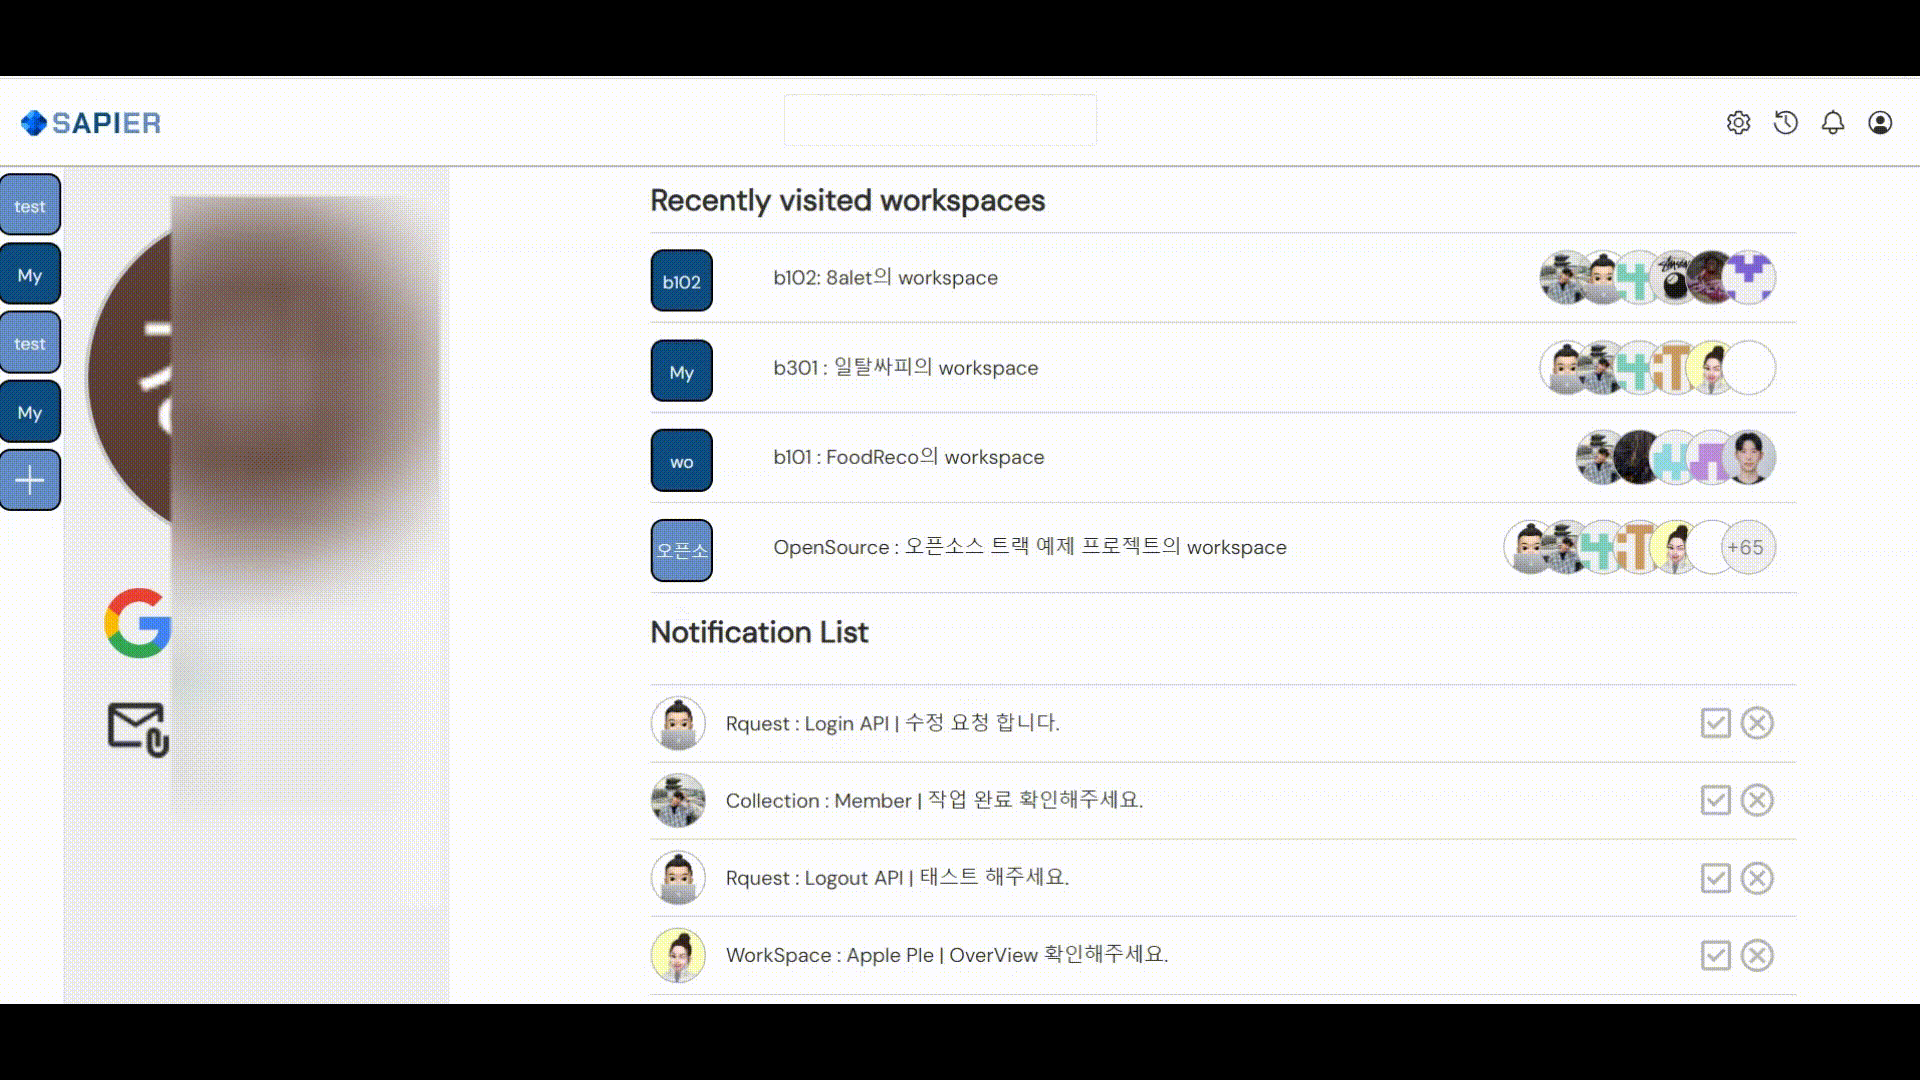 SAPIER
test
My
test
My
Recently visited workspaces
b102
b102: 8alet의 workspace
My
b301 : 일탈싸피의 workspace
wo
b101 : FoodReco의 workspace
오픈소
OpenSource : 오픈소스 트랙 예제 프로젝트의 workspace
+65
Notification List
Rquest : Login API | 수정 요청 합니다.
Collection : Member | 작업 완료 확인해주세요.
Rquest : Logout API | 태스트 해주세요.
WorkSpace : Apple PIe | OverView 확인해주세요.